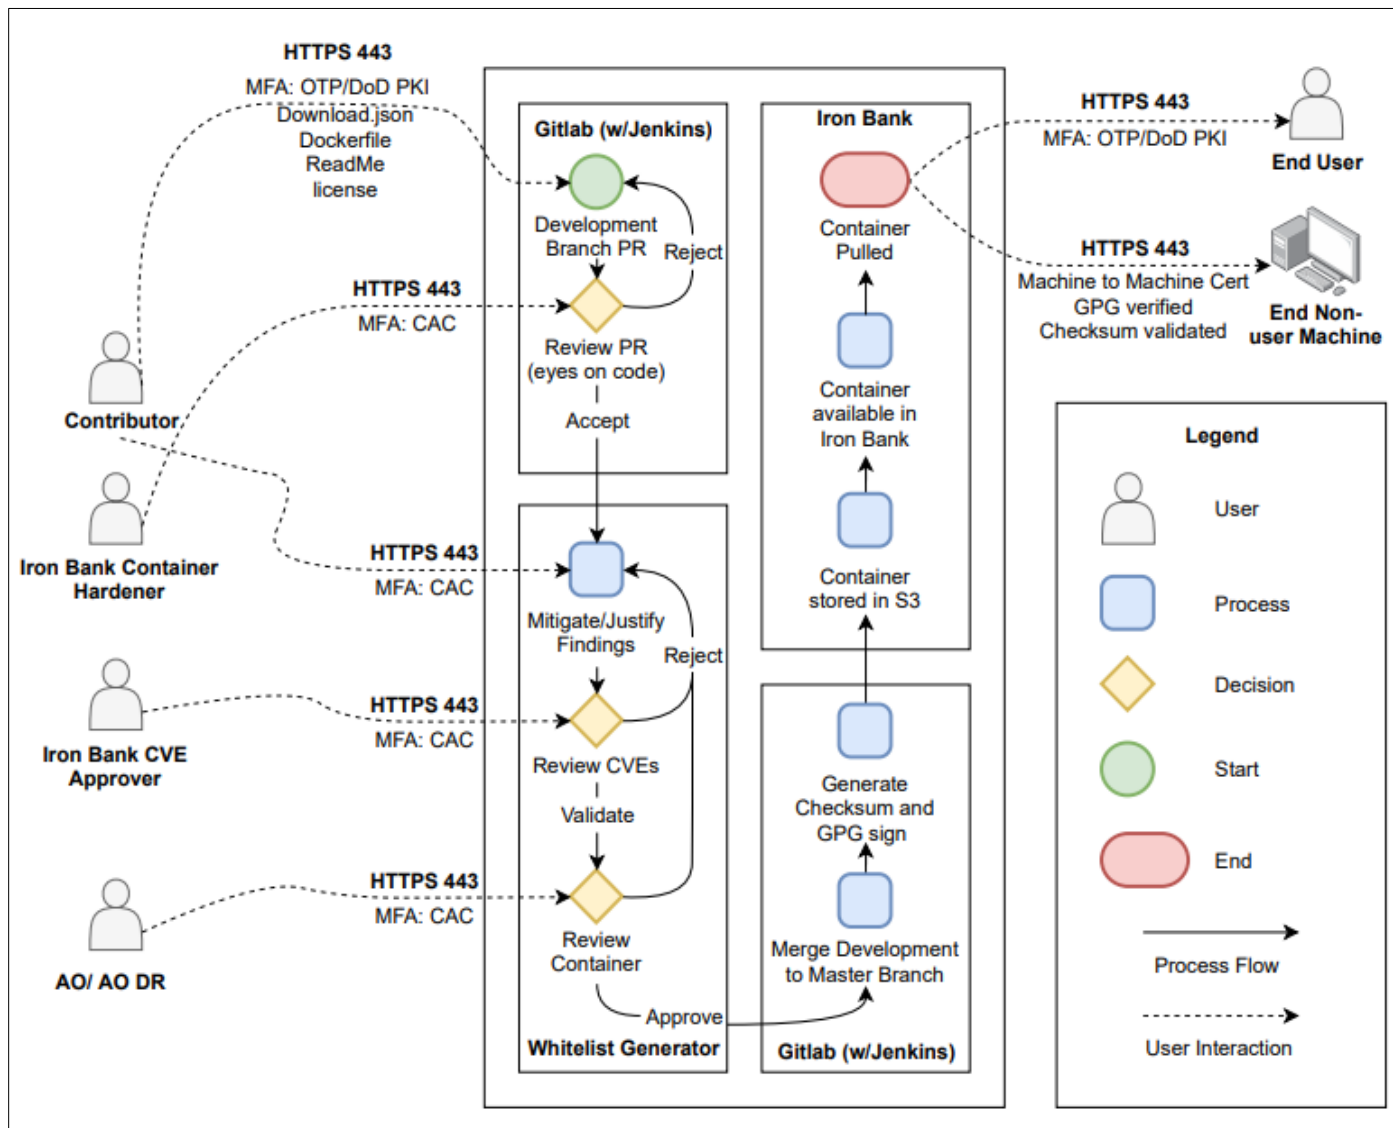 HTTPS 443
MFA: OTP/DoD PKI
Download.json
Dockerfile
ReadMe
license
HTTPS 443
MFA: CAC
Contributor
Iron Bank Container
Hardener
HTTPS 443
MFA: CAC
Iron Bank CVE
Approver
HTTPS 443
MFA: CAC
AO/ AO DR
HTTPS 443
MFA: CAC
Gitlab (w/Jenkins)
Development
Branch PR
Reject
Review PR
(eyes on code)
Accept
Mitigate/Justify
Findings
Reject
Review CVEs
Validate
Review
Container
Approve
Whitelist Generator
Iron Bank
Container
Pulled
Container
available in
Iron Bank
Container
stored in S3
Generate
Checksum and
GPG sign
Merge Development
to Master Branch
Gitlab (w/Jenkins)
HTTPS 443
MFA: OTP/DoD PKI
End User
HTTPS 443
Machine to Machine Cert
GPG verified
Checksum validated
End Non-
user Machine
Legend
User
Process
Decision
Start
End
Process Flow
User Interaction